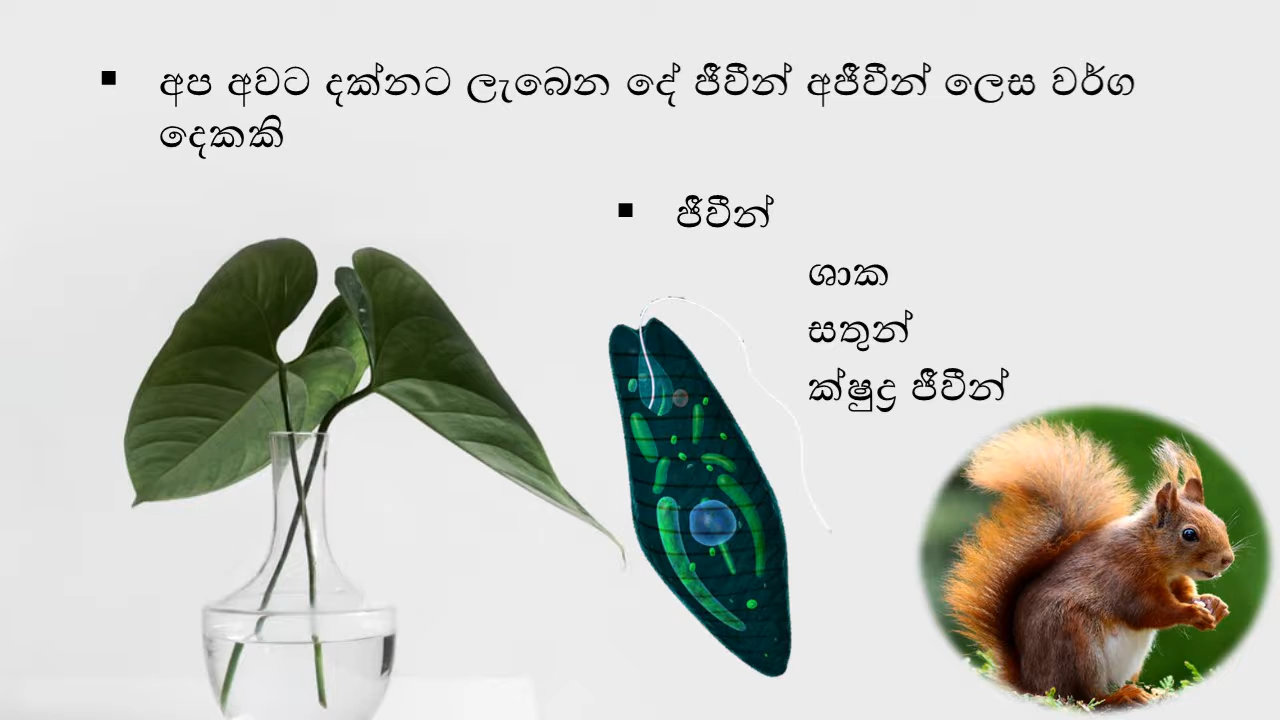 ▪ අප අවට දක්නට ලැබෙන දේ ජීවීන් අජීවීන් ලෙස වර්ග
දෙකකි
▪ ජීවීන්
ශාක
සතුන්
ක්ෂුද්‍ර ජීවීන්